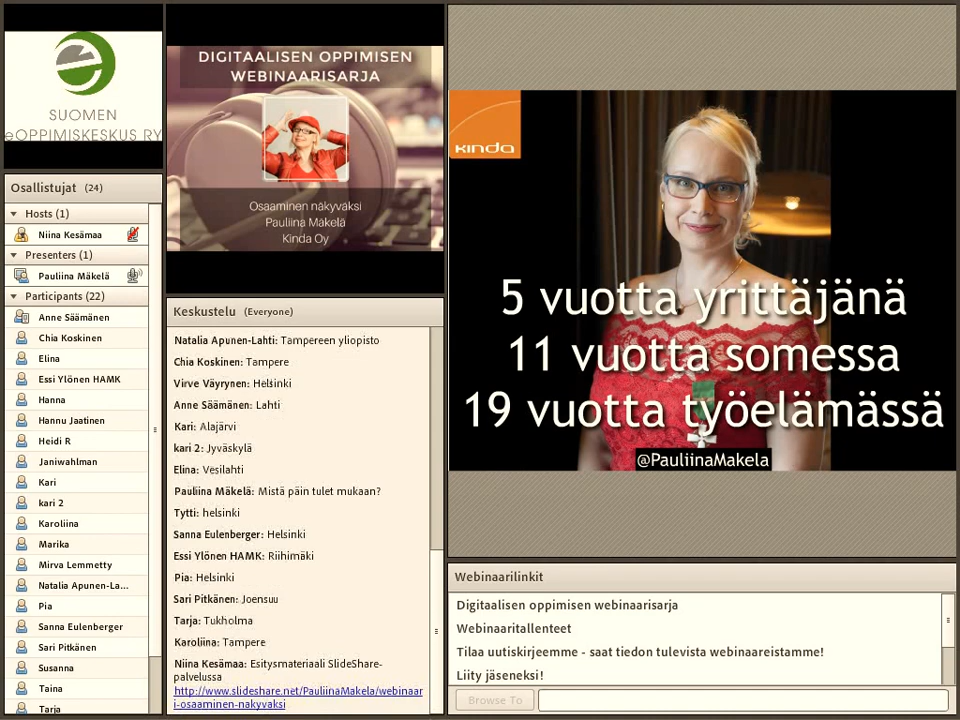 SUOMEN
eOPPIMISKESKUS RY
Osallistujat (24)
Hosts (1)
Niina Kesämaa
Presenters (1)
Pauliina Mäkelä
Participants (22)
Anne Säämänen
Chia Koskinen
Elina
Essi Ylönen HAMK
Hanna
Hannu Jaatinen
Heidi R
Janiwahlman
Kari
kari 2
Karoliina
Marika
Mirva Lemmetty
Natalia Apunen-La...
Pia
Sanna Eulenberger
Sari Pitkänen
Susanna
Taina
Tarja
DIGITAALISEN OPPIMISEN
WEBINAARISARJA
Osaaminen näkyväksi
Pauliina Mäkelä
Kinda Oy
Keskustelu (Everyone)
Natalia Apunen-Lahti: Tampereen yliopisto
Chia Koskinen: Tampere
Virve Väyrynen: Helsinki
Anne Säämänen: Lahti
Kari: Alajärvi
kari 2: Jyväskylä
Elina: Vesilahti
Pauliina Mäkelä: Mistä päin tulet mukaan?
Tytti: helsinki
Sanna Eulenberger: Helsinki
Essi Ylönen HAMK: Riihimäki
Pia: Helsinki
Sari Pitkänen: Joensuu
Tarja: Tukholma
Karoliina: Tampere
Niina Kesämaa: Esitysmateriaali SlideShare-
palvelussa
http://www.slideshare.net/PauliinaMakela/webinaar
i-osaaminen-nakyvaksi
kinda
5 vuotta yrittäjänä
11 vuotta somessa
19 vuotta työelämässä
@PauliinaMakela
Webinaarilinkit
Digitaalisen oppimisen webinaarisarja
Webinaaritallenteet
Tilaa uutiskirjeemme - saat tiedon tulevista webinaareistamme!
Liity jäseneksi!
Browse To